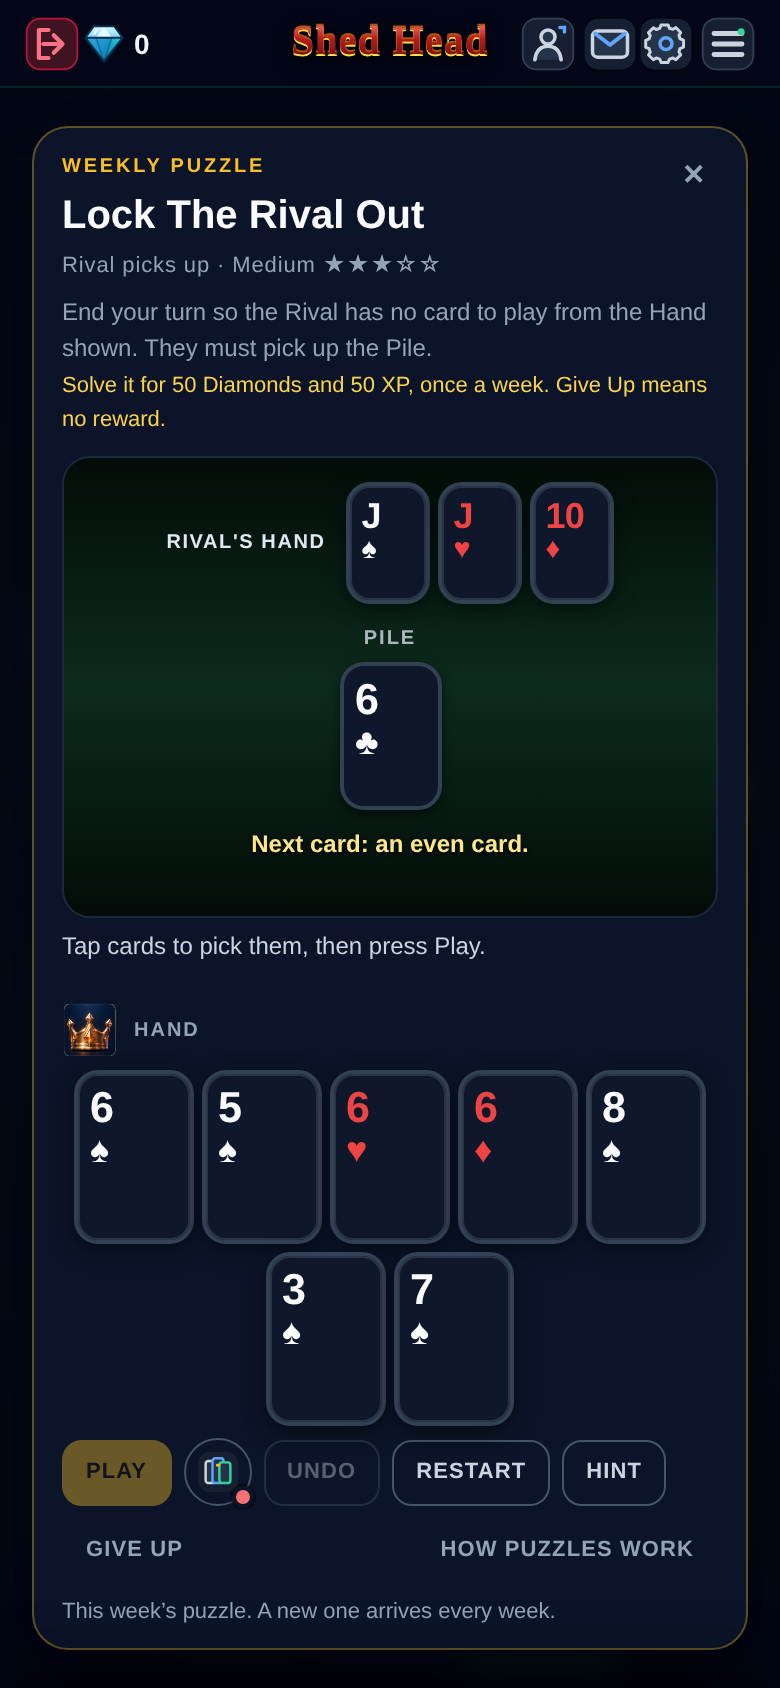 0
Shed Head
WEEKLY PUZZLE
×
Lock The Rival Out
Rival picks up · Medium ★★★☆☆
End your turn so the Rival has no card to play from the Hand
shown. They must pick up the Pile.
Solve it for 50 Diamonds and 50 XP, once a week. Give Up means
no reward.
RIVAL'S HAND
J♠ J♥ 10♦
PILE
6♣
Next card: an even card.
Tap cards to pick them, then press Play.
HAND
6♠ 5♠ 6♥ 6♦ 8♠
3♠ 7♠
PLAY UNDO RESTART HINT
GIVE UP HOW PUZZLES WORK
This week’s puzzle. A new one arrives every week.